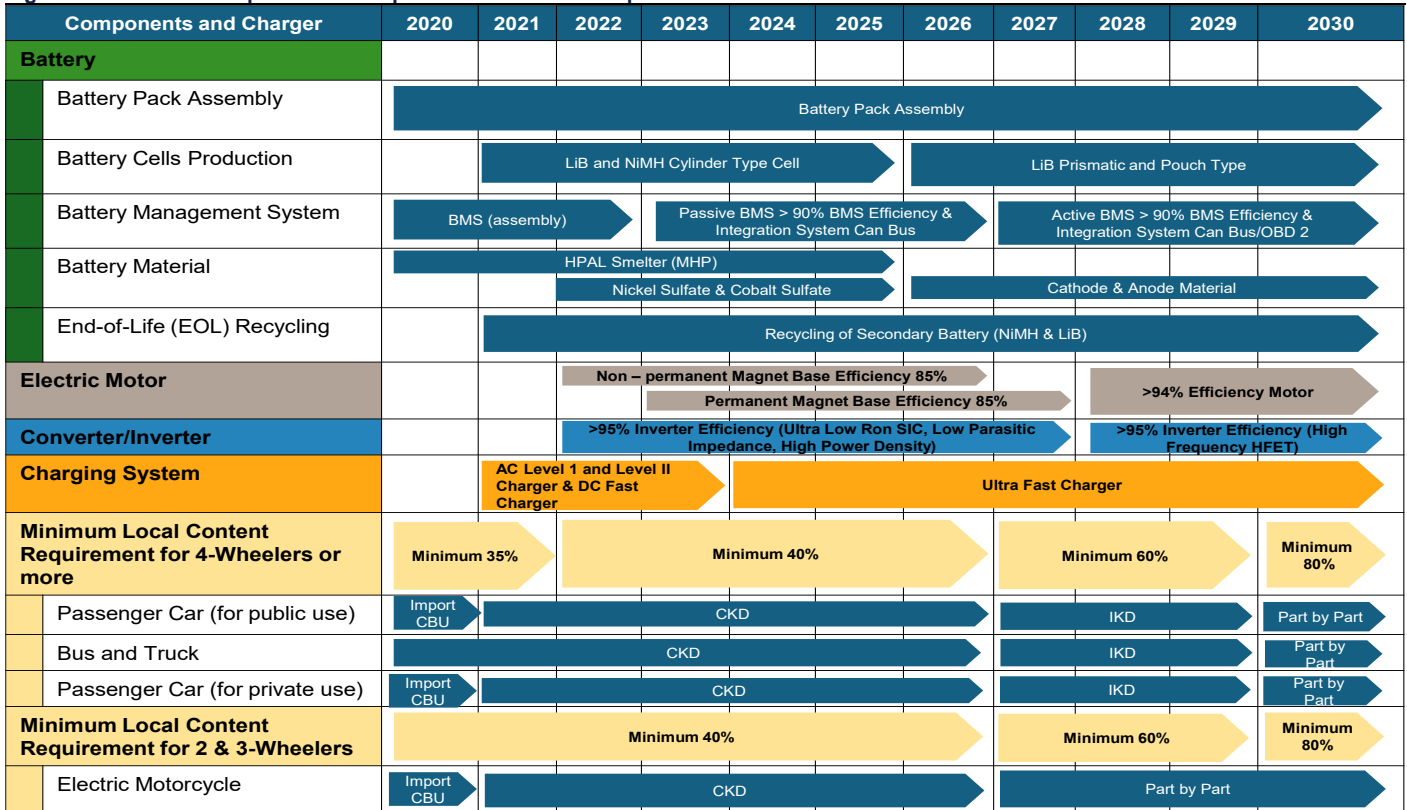 Components and Charger 2020 2021 2022 2023 2024 2025 2026 2027 2028 2029 2030
Battery
Battery Pack Assembly
Battery Pack Assembly
Battery Cells Production
LiB and NiMH Cylinder Type Cell
LiB Prismatic and Pouch Type
Battery Management System
BMS (assembly)
Passive BMS > 90% BMS Efficiency &
Integration System Can Bus
Active BMS > 90% BMS Efficiency &
Integration System Can Bus/OBD 2
Battery Material
HPAL Smelter (MHP)
Nickel Sulfate & Cobalt Sulfate
Cathode & Anode Material
End-of-Life (EOL) Recycling
Recycling of Secondary Battery (NiMH & LiB)
Electric Motor
Non – permanent Magnet Base Efficiency 85%
Permanent Magnet Base Efficiency 85%
>94% Efficiency Motor
Converter/Inverter
>95% Inverter Efficiency (Ultra Low Ron SIC, Low Parasitic
Impedance, High Power Density)
>95% Inverter Efficiency (High
Frequency HFET)
Charging System
AC Level 1 and Level II
Charger & DC Fast
Charger
Ultra Fast Charger
Minimum Local Content
Requirement for 4-Wheelers or
more
Minimum 35%
Minimum 40%
Minimum 60%
Minimum
80%
Passenger Car (for public use)
Import
CBU
CKD
IKD
Part by Part
Bus and Truck
CKD
IKD
Part by
Part
Passenger Car (for private use)
Import
CBU
CKD
IKD
Part by
Part
Minimum Local Content
Requirement for 2 & 3-Wheelers
Minimum 40%
Minimum 60%
Minimum
80%
Electric Motorcycle
Import
CBU
CKD
Part by Part